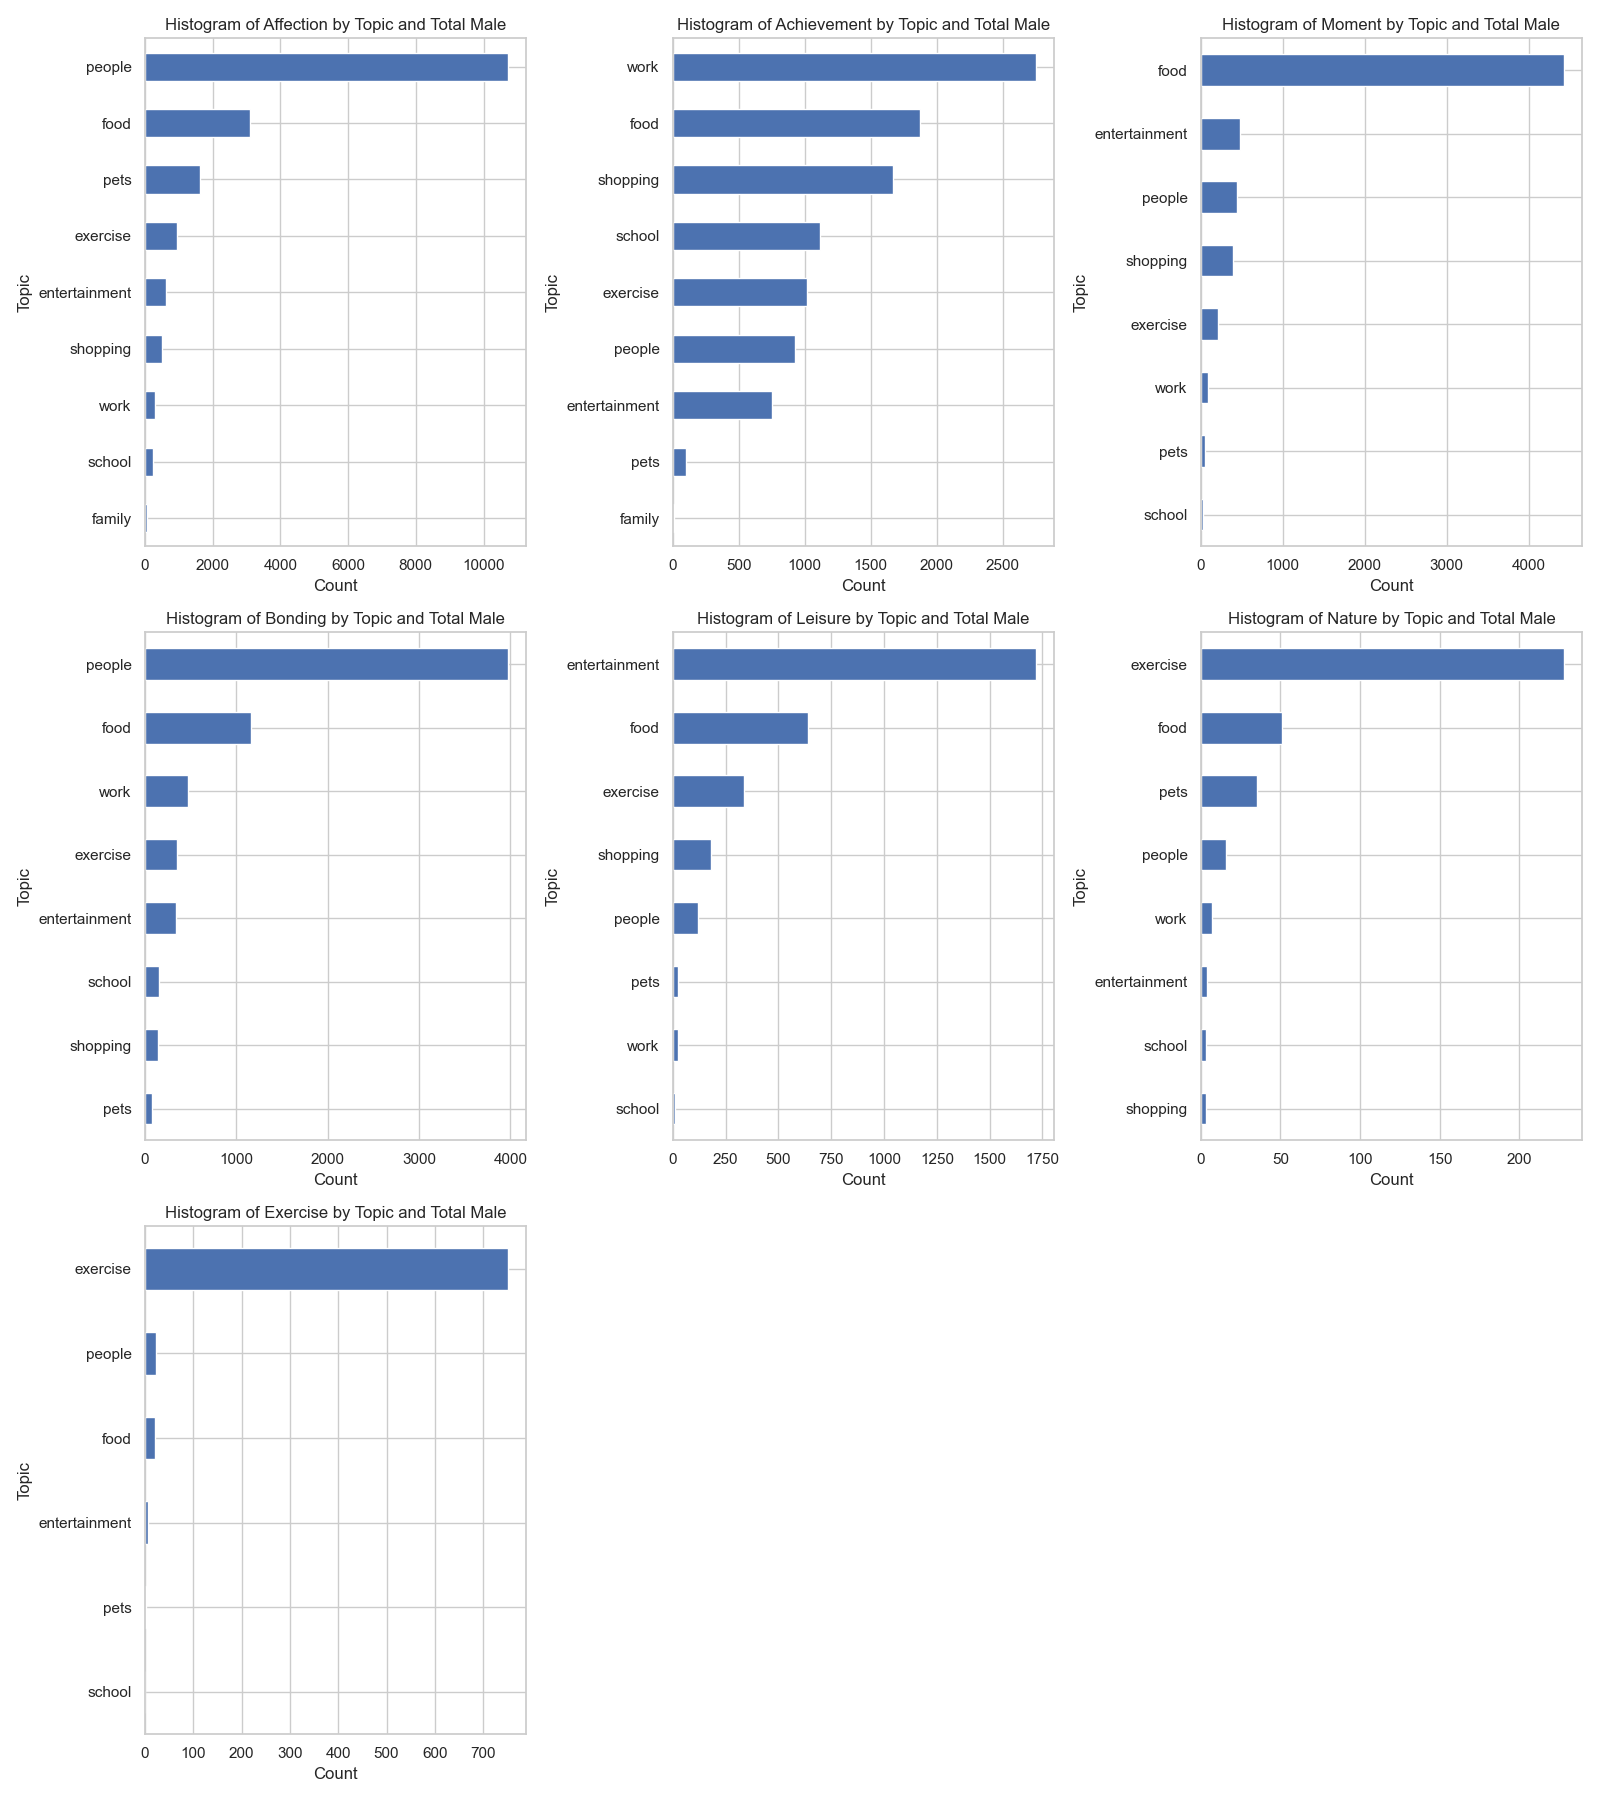 Histogram of Affection by Topic and Total Male
Topic
people
food
pets
exercise
entertainment
shopping
work
school
family
0 2000 4000 6000 8000 10000
Count
Histogram of Achievement by Topic and Total Male
Topic
work
food
shopping
school
exercise
people
entertainment
pets
family
0 500 1000 1500 2000 2500
Count
Histogram of Moment by Topic and Total Male
Topic
food
entertainment
people
shopping
exercise
work
pets
school
0 1000 2000 3000 4000
Count
Histogram of Bonding by Topic and Total Male
Topic
people
food
work
exercise
entertainment
school
shopping
pets
0 1000 2000 3000 4000
Count
Histogram of Leisure by Topic and Total Male
Topic
entertainment
food
exercise
shopping
people
pets
work
school
0 250 500 750 1000 1250 1500 1750
Count
Histogram of Nature by Topic and Total Male
Topic
exercise
food
pets
people
work
entertainment
school
shopping
0 50 100 150 200
Count
Histogram of Exercise by Topic and Total Male
Topic
exercise
people
food
entertainment
pets
school
0 100 200 300 400 500 600 700
Count